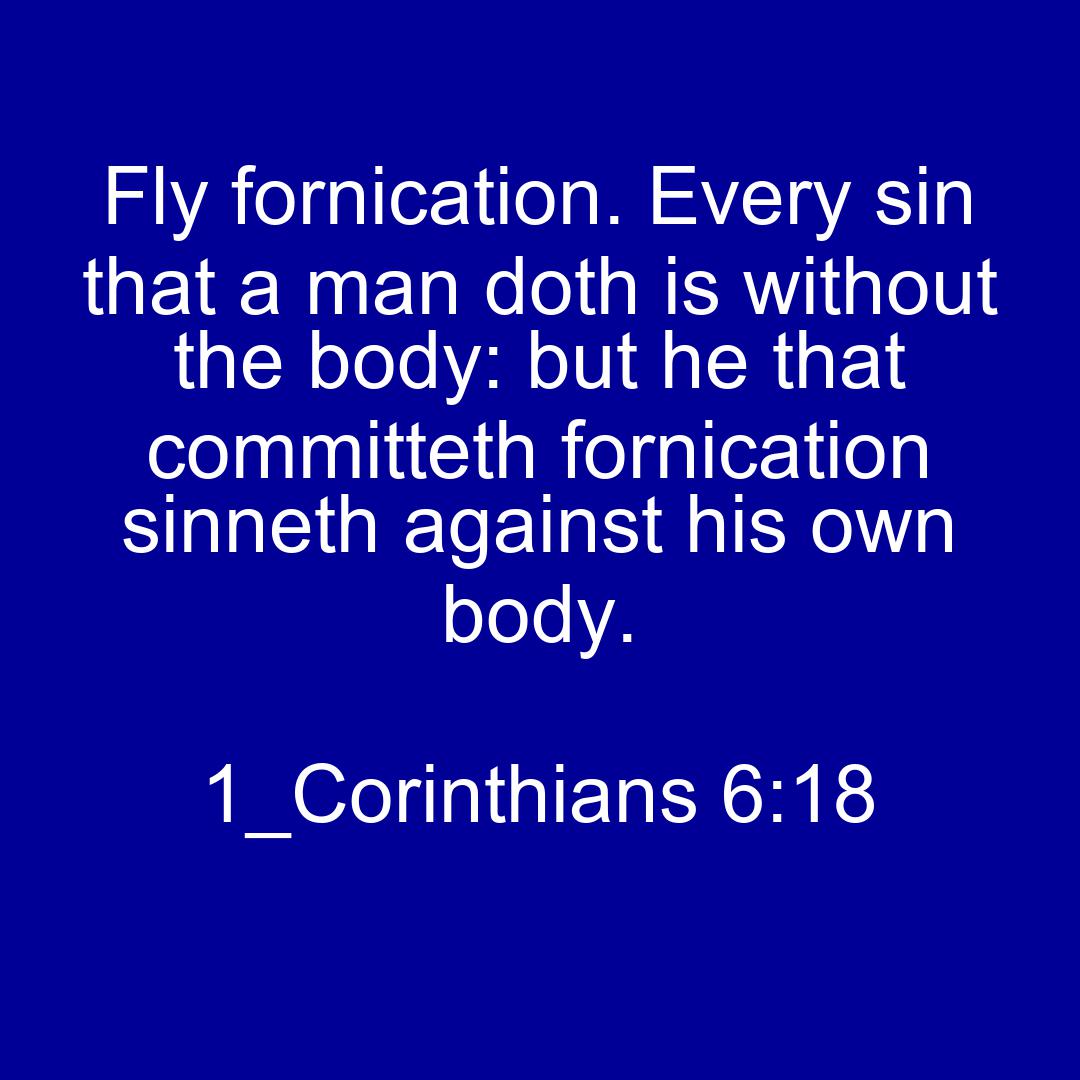 Fly fornication. Every sin
that a man doth is without
the body: but he that
committeth fornication
sinneth against his own
body.
1_Corinthians 6:18